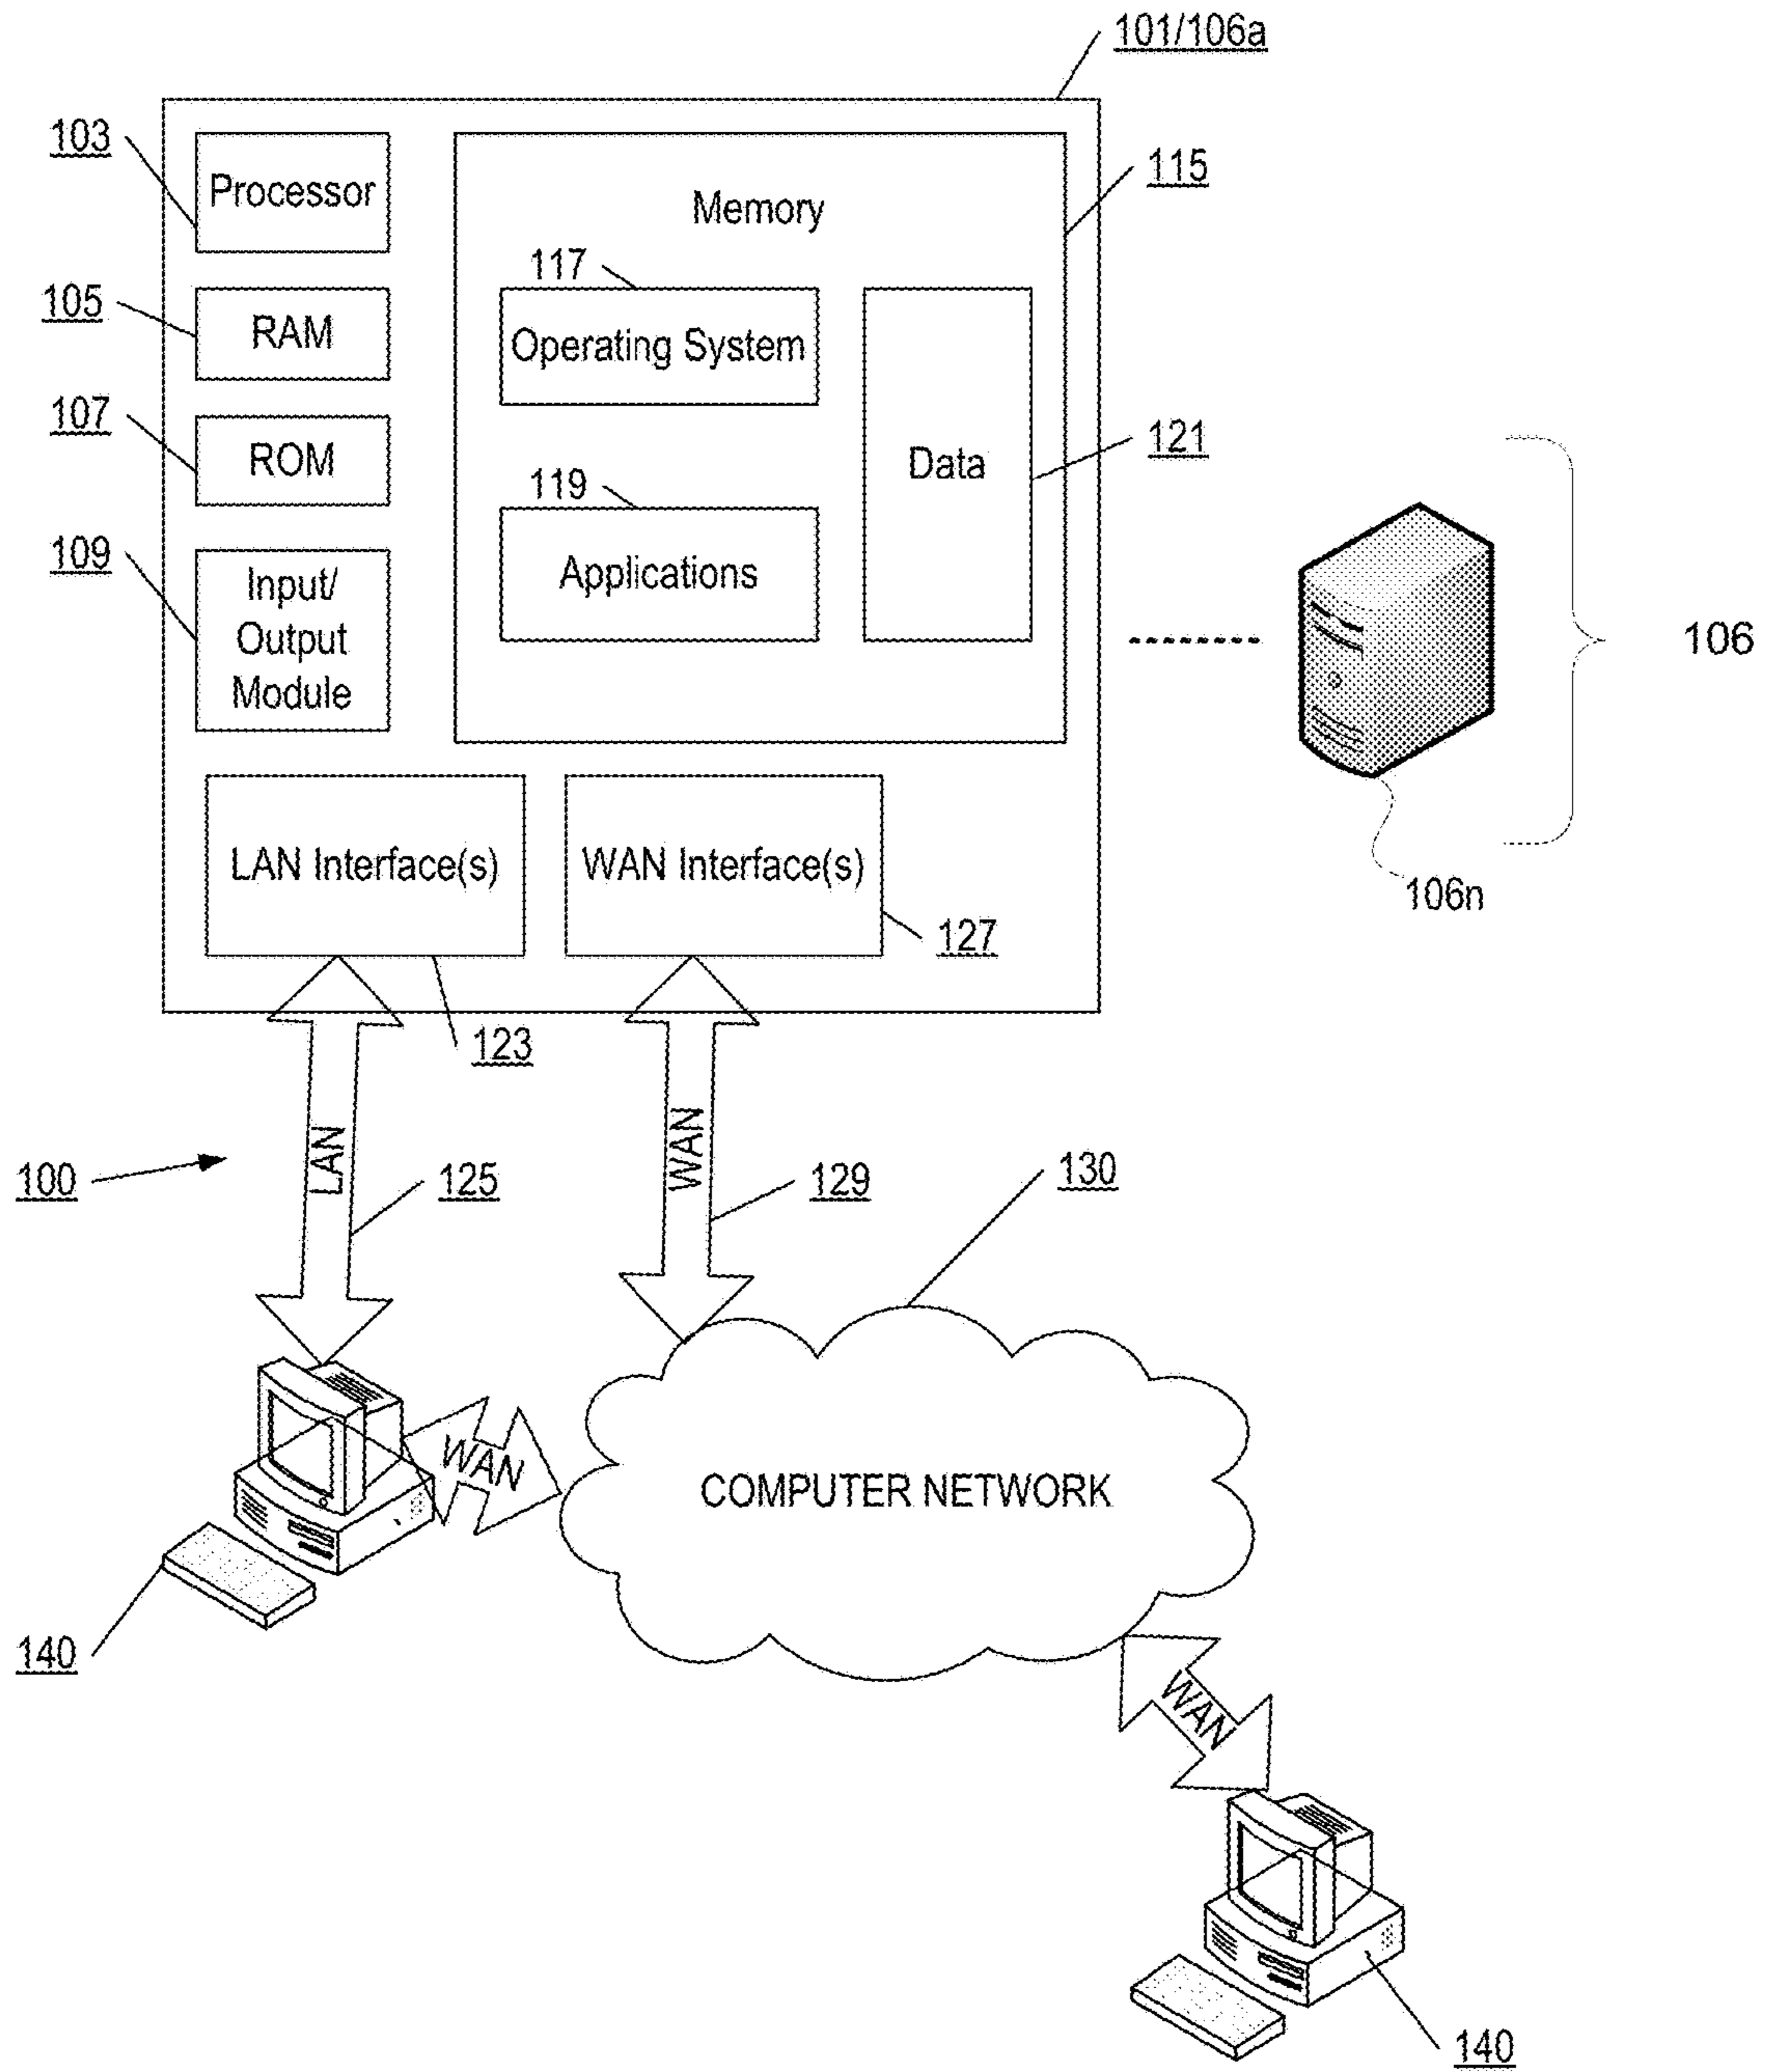 101/106a
103
Processor
Memory
115
117
105
RAM
Operating System
107
ROM
Data
121
119
109
Input/
Output
Module
Applications
106
LAN Interface(s)
WAN Interface(s)
106n
127
123
LAN
WAN
100
125
129
130
WAN
COMPUTER NETWORK
140
WAN
140